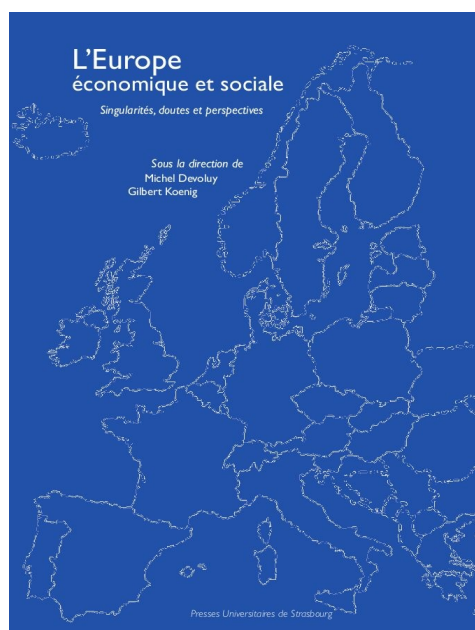 L'Europe
économique et sociale
Singularités, doutes et perspectives
Sous la direction de
Michel Devoluy
Gilbert Koenig
Presses Universitaires de Strasbourg